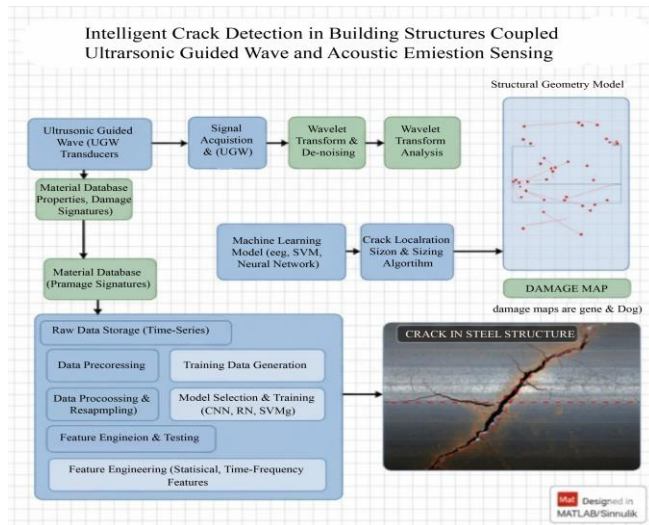 Intelligent Crack Detection in Building Structures Coupled
Ultrarsonic Guided Wave and Acoustic Emiestion Sensing
Structural Geometry Model
Ultrusonic Guided
Wave (UGW
Transducers
Signal
Acquistion
& (UGW)
Wavelet
Transform &
De-noising
Wavelet
Transform
Analysis
Material Database
Properties, Damage
Signatures)
Machine Learning
Model (eeg, SVM,
Neural Network)
Crack Localration
Sizon & Sizing
Algortihm
Material Database
(Pramage Signatures)
DAMAGE MAP
damage maps are gene & Dog)
Raw Data Storage (Time-Series)
Data Precoressing
Training Data Generation
Data Procoossing &
Resapmpling)
Model Selection & Training
(CNN, RN, SVMg)
Feature Engineion & Testing
Feature Engineering (Statisical, Time-Frequency
Features
CRACK IN STEEL STRUCTURE
Mat Designed in
MATLAB/Sinnulik